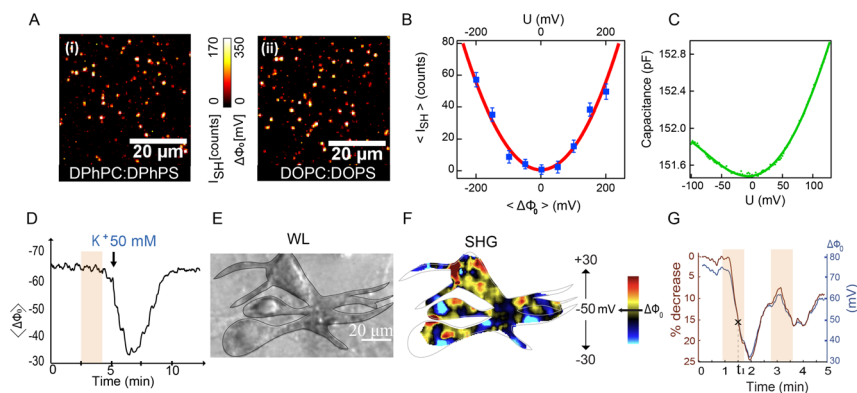 A
(i)
20 µm
DPhPC:DPhPS
170
0
I SH [counts]
350
0
ΔΦ₀ [mV]
(ii)
20 µm
DOPC:DOPS
B
U (mV)
-200 0 200
80
60
40
20
0
< I SH > (counts)
-200 0 200
< ΔΦ₀ > (mV)
C
Capacitance (pF)
152.8
152.4
152.0
151.6
-100 -50 0 50 100
U (mV)
D
K⁺50 mM
-70
-60
-50
-40
-30
⟨ΔΦ₀⟩
0 5 10
Time (min)
E
WL
20 µm
F
SHG
+30
-50 mV
-30
ΔΦ₀
G
ΔΦ₀
% decrease
0
5
10
15
20
25
80
70
60
50
40
30
(mV)
0 1 2 3 4 5
t₁
Time (min)